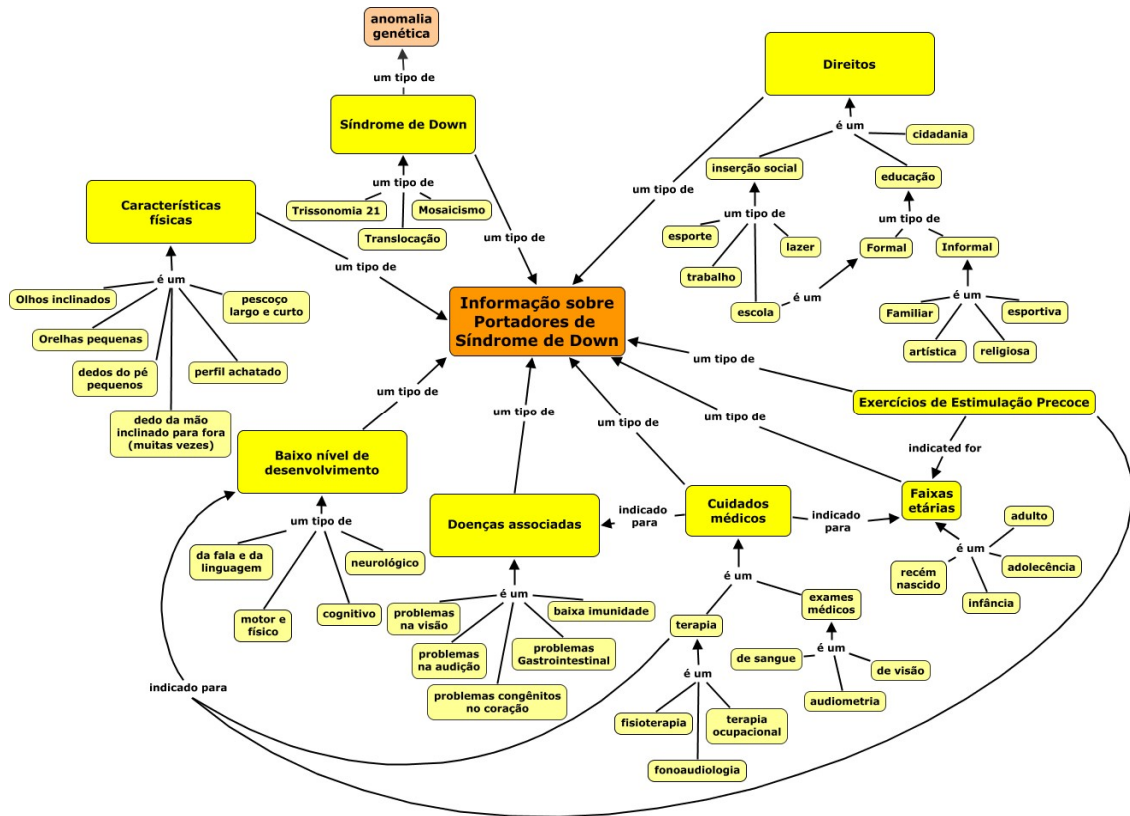 anomalia
genética
um tipo de
Síndrome de Down
um tipo de
Trissonomia 21
Mosaicismo
Translocação
um tipo de
Direitos
é um
cidadania
inserção social
educação
um tipo de
um tipo de
esporte
lazer
trabalho
escola
é um
um tipo de
Formal
Informal
é um
Familiar
esportiva
artística
religiosa
Características
físicas
um tipo de
é um
Olhos inclinados
pescoço
largo e curto
Orelhas pequenas
dedos do pé
pequenos
perfil achatado
dedo da mão
inclinado para fora
(muitas vezes)
Informação sobre
Portadores de
Síndrome de Down
um tipo de
Exercícios de Estimulação Precoce
indicated for
um tipo de
um tipo de
um tipo de
um tipo de
Baixo nível de
desenvolvimento
um tipo de
da fala e da
linguagem
neurológico
motor e
físico
cognitivo
Doenças associadas
é um
problemas
na visão
baixa imunidade
problemas
na audição
problemas
Gastrointestinal
problemas congênitos
no coração
indicado
para
Cuidados
médicos
indicado
para
Faixas
etárias
é um
adulto
recém
nascido
adolecência
infância
é um
terapia
exames
médicos
é um
de sangue
de visão
audiometria
é um
fisioterapia
terapia
ocupacional
fonoaudiologia
indicado para